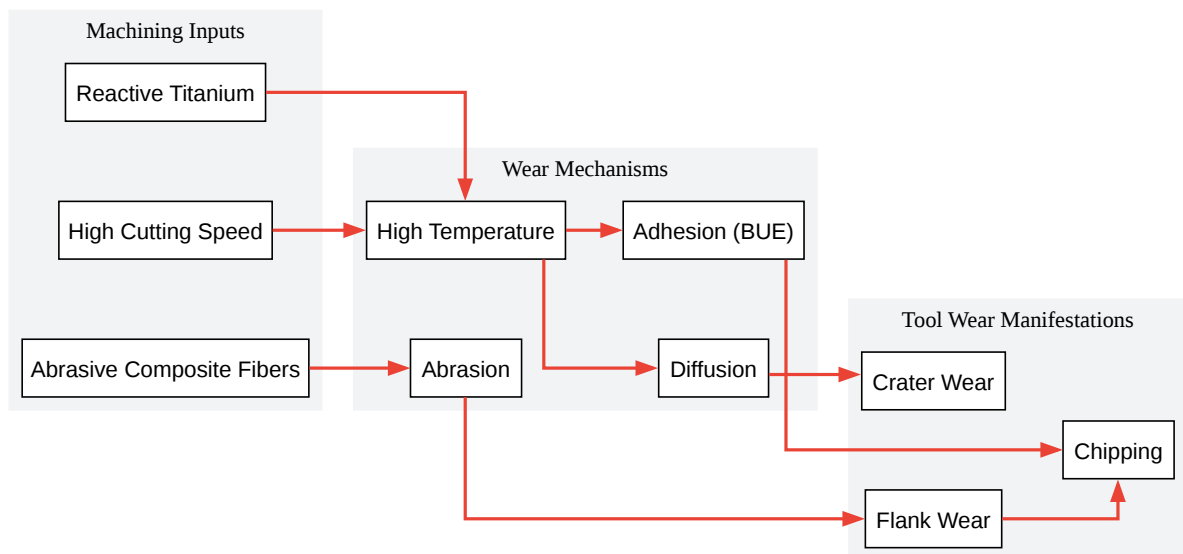 Machining Inputs
Reactive Titanium
High Cutting Speed
Abrasive Composite Fibers
Wear Mechanisms
High Temperature
Adhesion (BUE)
Abrasion
Diffusion
Tool Wear Manifestations
Crater Wear
Chipping
Flank Wear